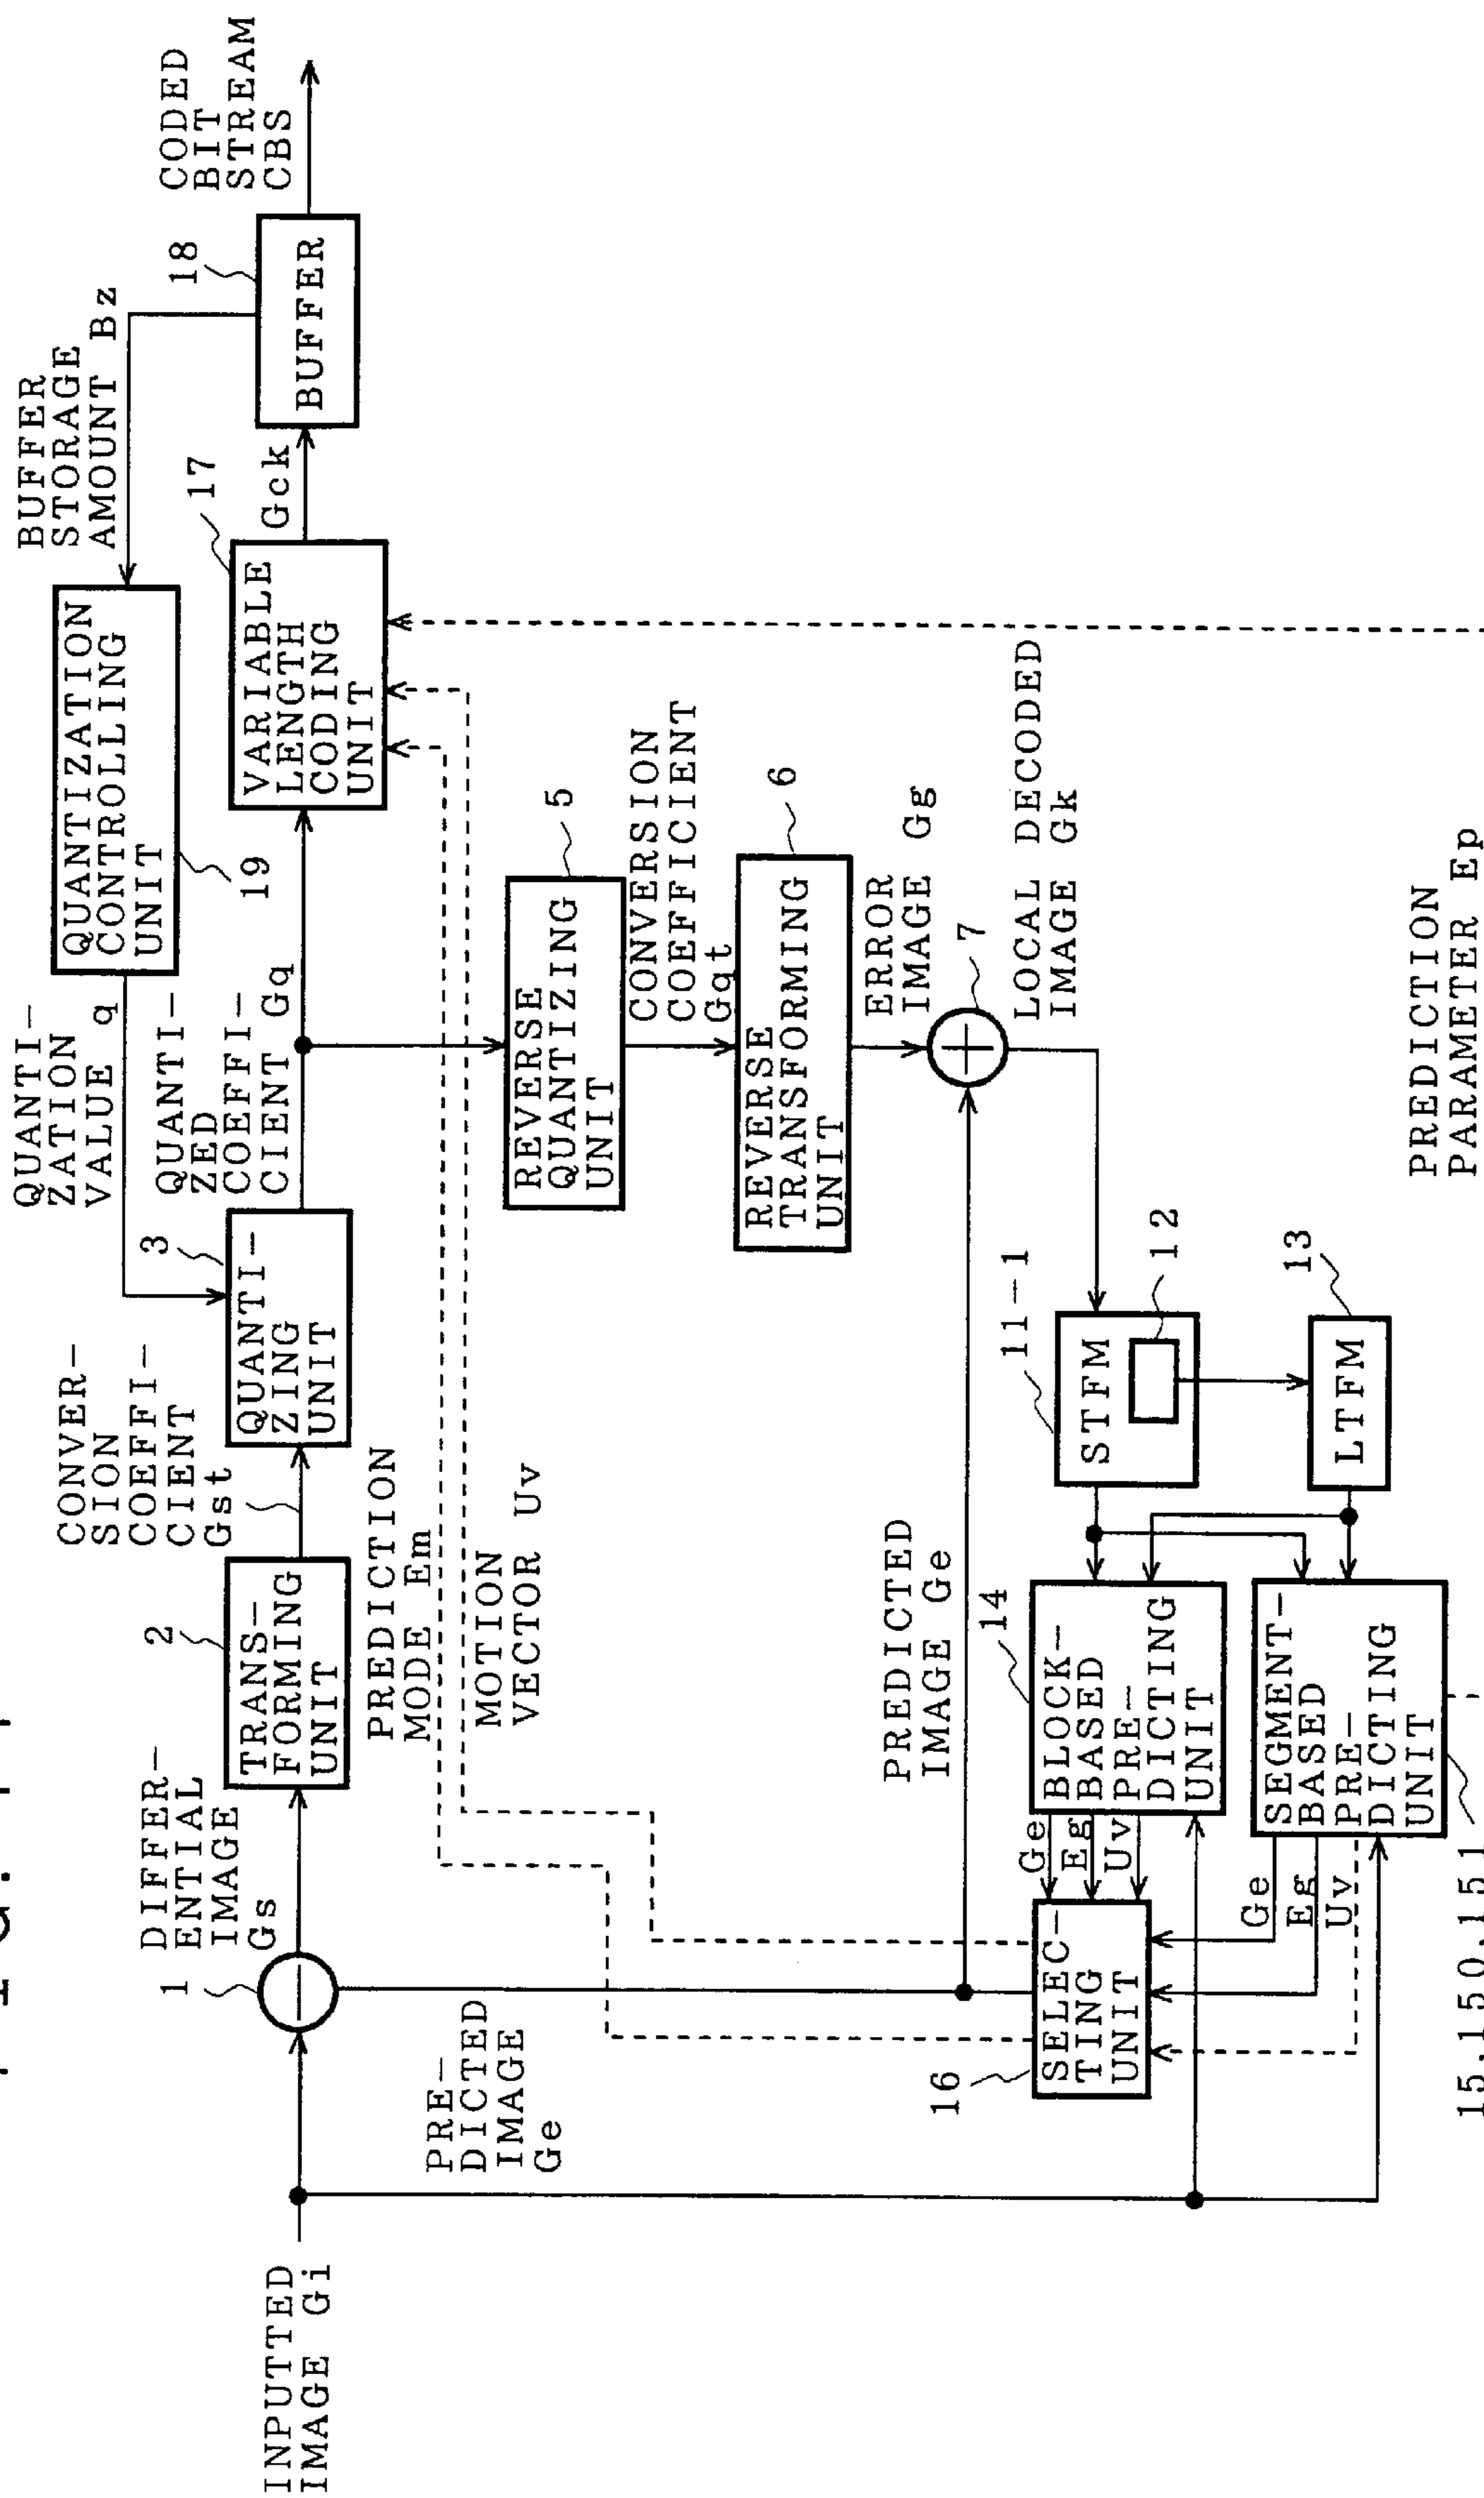 BUFFER
STORAGE
AMOUNT Bz
QUANTI-
ZATION
VALUE q
QUANTIZATION
CONTROLLING
UNIT
19
CODED
BIT
STREAM
CBS
18
BUFFER
17
Gck
VARIABLE
LENGTH
CODING
UNIT
QUANTI-
ZED
COEFFI-
CIENT Gq
3
QUANTI-
ZING
UNIT
CONVER-
SION
COEFFI-
CIENT
Gst
2
TRANS-
FORMING
UNIT
DIFFER-
ENTIAL
IMAGE
Gs
1
INPUTTED
IMAGE Gi
PREDICTION
MODE Em
MOTION
VECTOR Uv
PRE-
DICTED
IMAGE
Ge
5
REVERSE
QUANTIZING
UNIT
CONVERSION
COEFFICIENT
Gqt
6
REVERSE
TRANSFORMING
UNIT
ERROR
IMAGE Gg
7
LOCAL DECODED
IMAGE Gk
PREDICTED
IMAGE Ge
11-1
STFM
12
13
LTFM
14
BLOCK-
BASED
PRE-
DICTING
UNIT
Ge
Eg
Uv
16
SELEC-
TING
UNIT
SEGMENT-
BASED
PRE-
DICTING
UNIT
Ge
Eg
Uv
15,150,151
PREDICTION
PARAMETER Ep